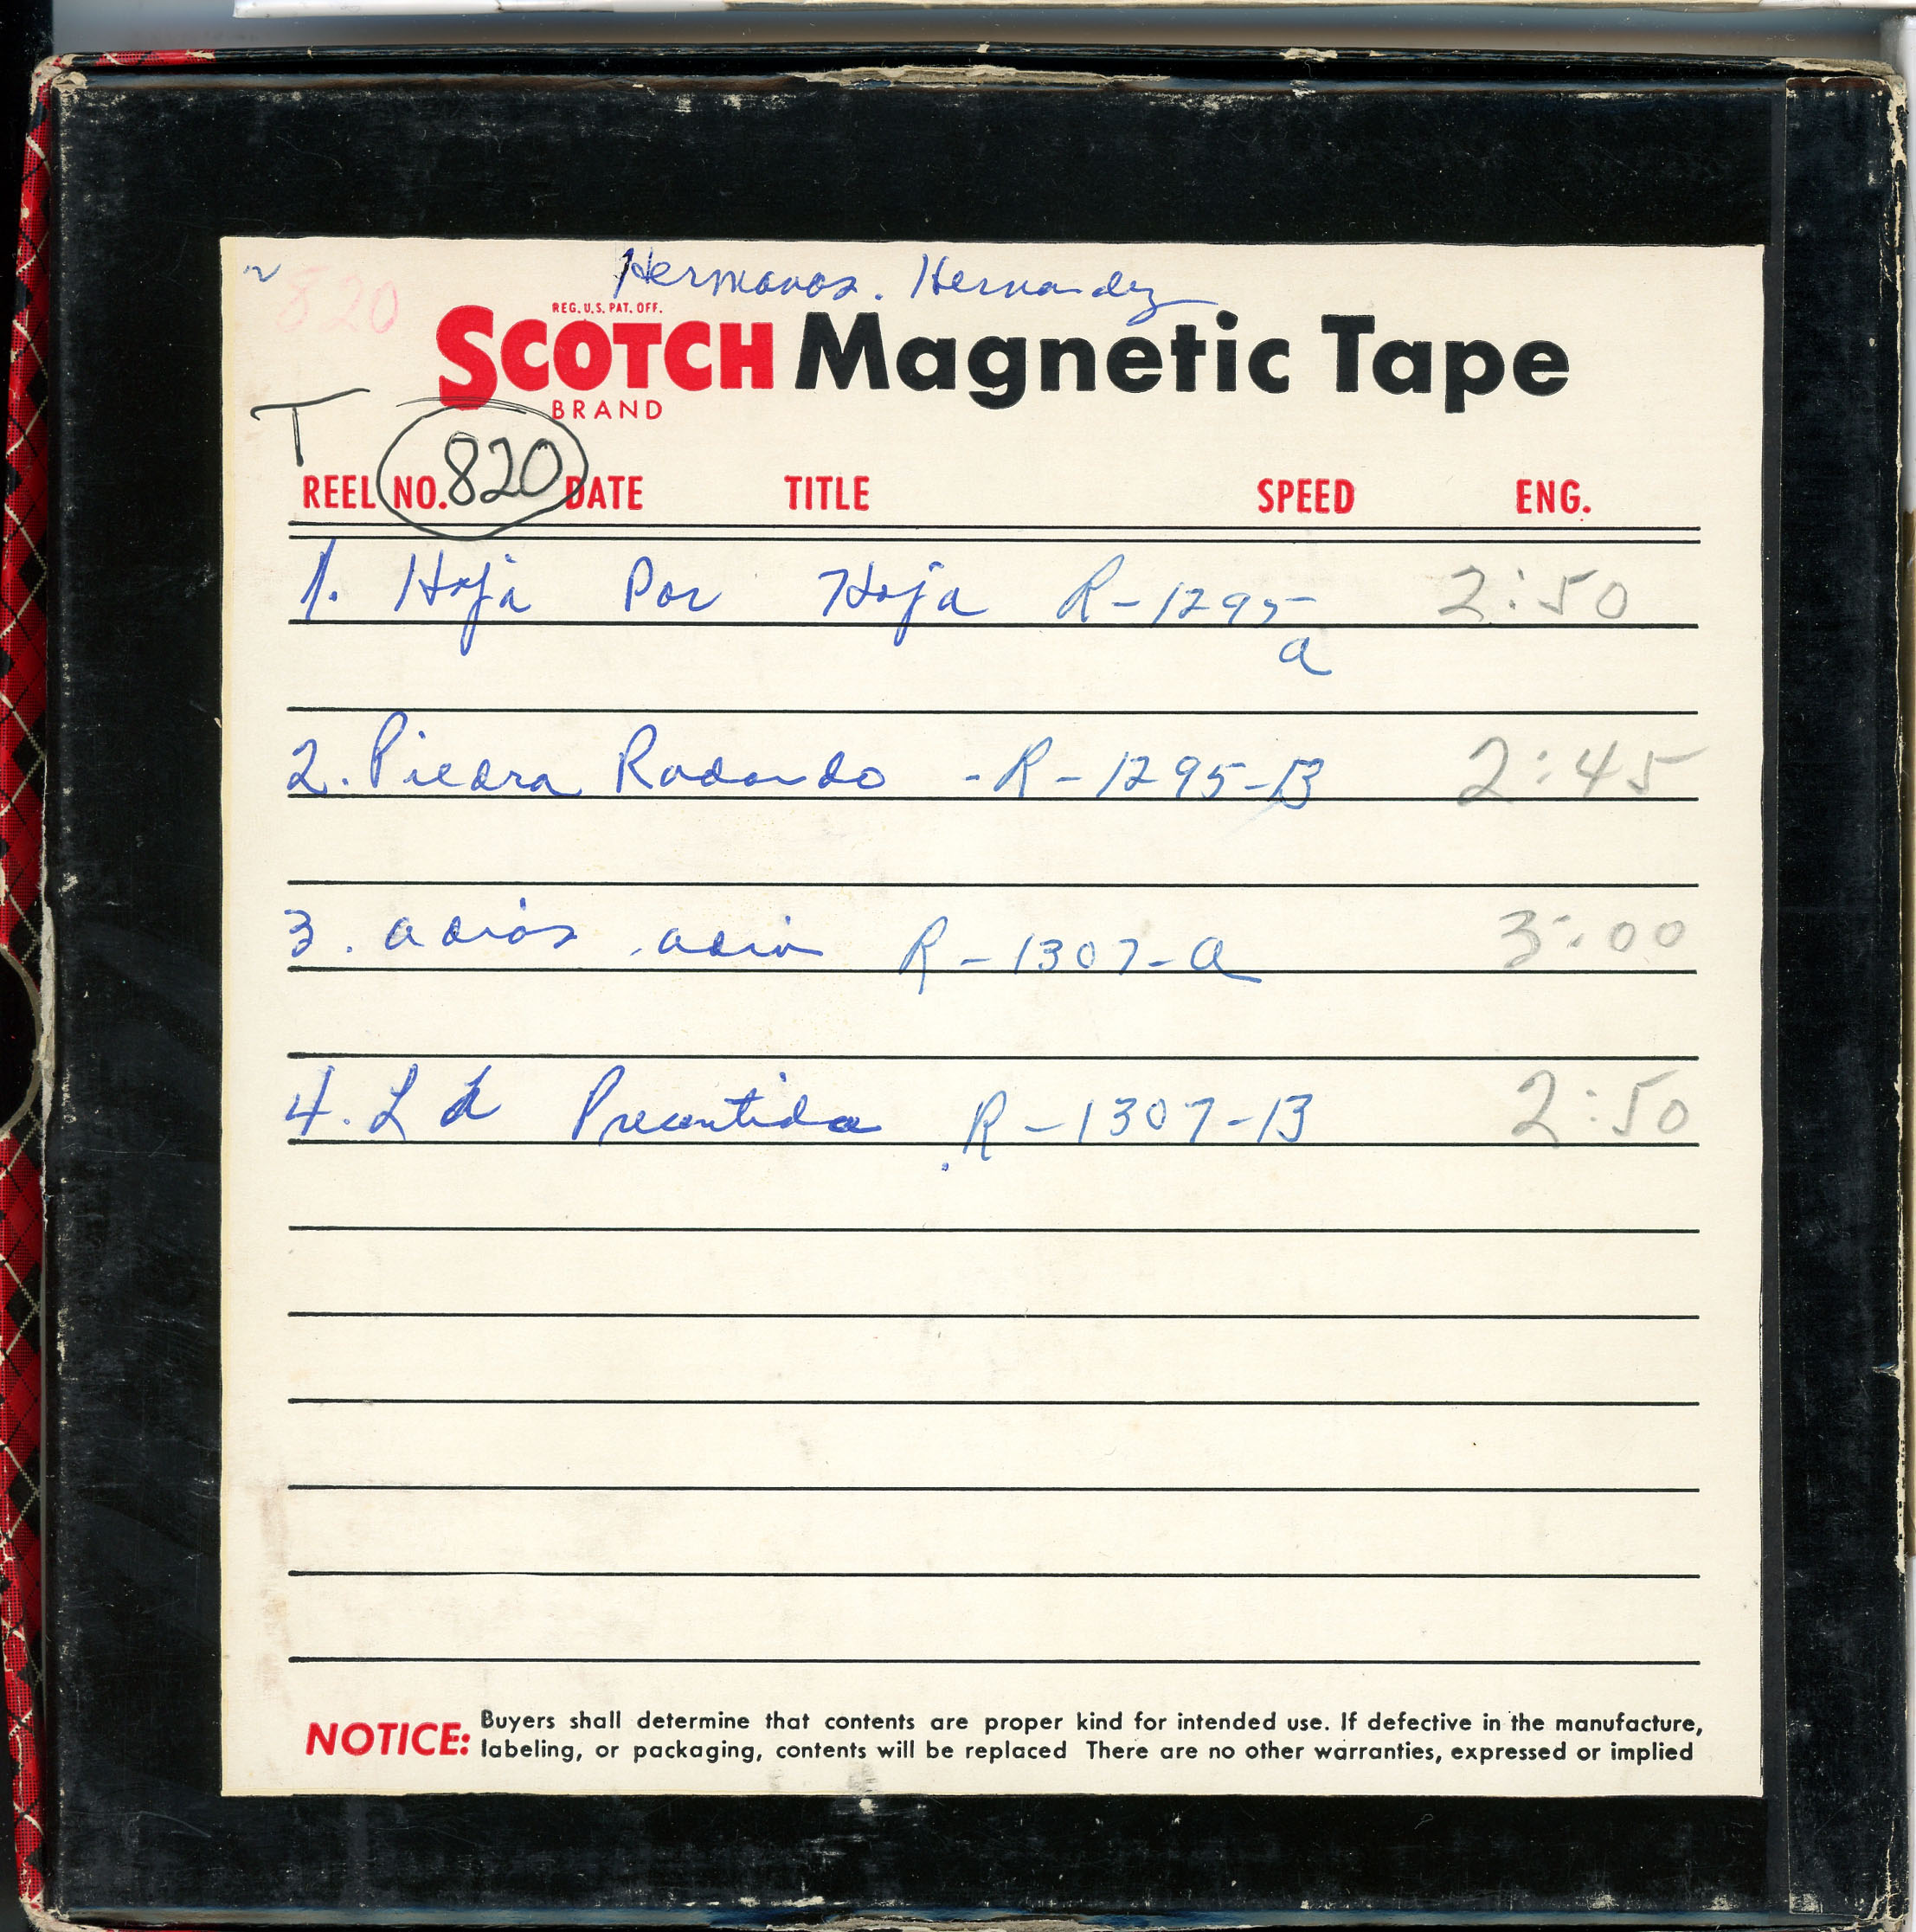 Hermanos. Hernandez
820
REG. U.S. PAT. OFF.
SCOTCH Magnetic Tape
BRAND
T
REEL NO. 820 DATE TITLE SPEED ENG.
1. Hoja Por Hoja R-1295- 2:50
a
2. Piedra Rodando - R-1295-B 2:45
3. adiós adios R-1307-a 3:00
4. La R-1307-B 2:50
NOTICE: Buyers shall determine that contents are proper kind for intended use. If defective in the manufacture,
labeling, or packaging, contents will be replaced There are no other warranties, expressed or implied